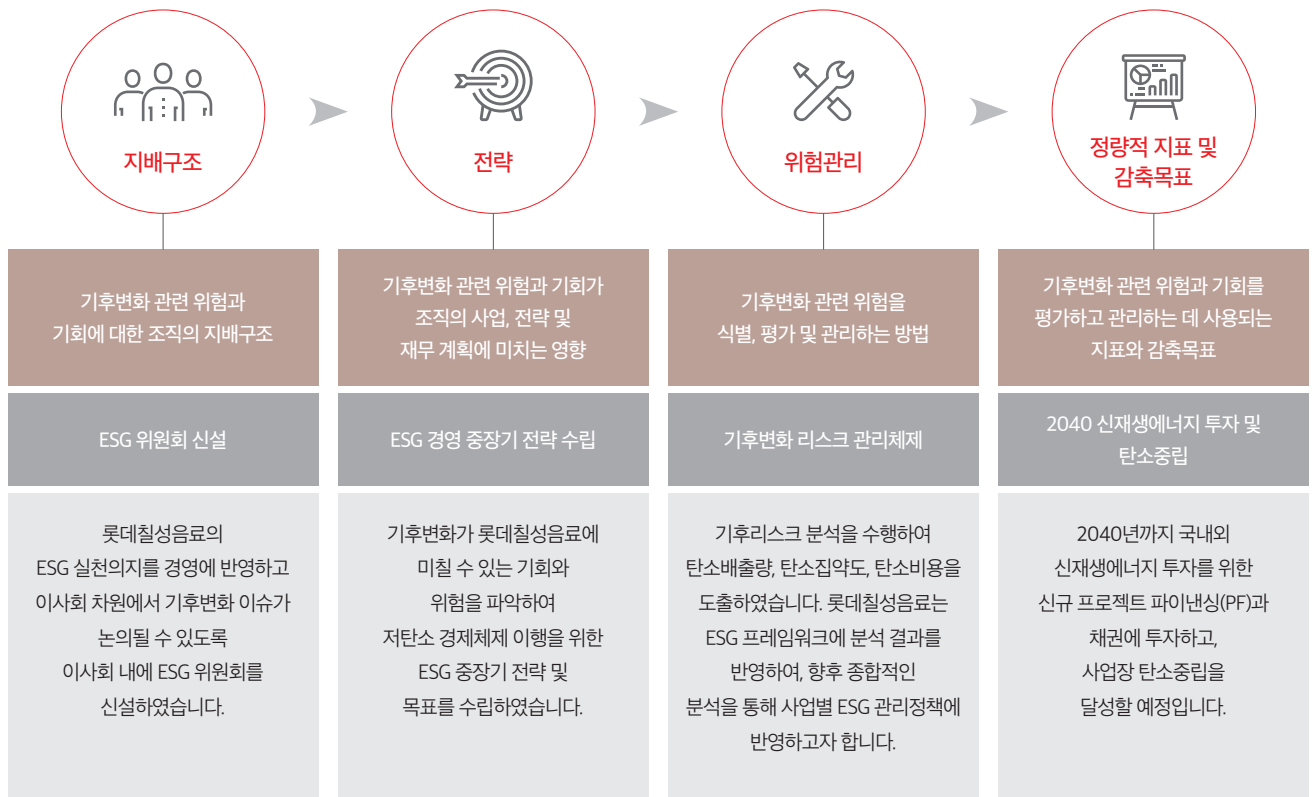 지배구조
전략
위험관리
정량적 지표 및
감축목표
기후변화 관련 위험과
기회에 대한 조직의 지배구조
기후변화 관련 위험과 기회가
조직의 사업, 전략 및
재무 계획에 미치는 영향
기후변화 관련 위험을
식별, 평가 및 관리하는 방법
기후변화 관련 위험과 기회를
평가하고 관리하는 데 사용되는
지표와 감축목표
ESG 위원회 신설
ESG 경영 중장기 전략 수립
기후변화 리스크 관리체제
2040 신재생에너지 투자 및
탄소중립
롯데칠성음료의
ESG 실천의지를 경영에 반영하고
이사회 차원에서 기후변화 이슈가
논의될 수 있도록
이사회 내에 ESG 위원회를
신설하였습니다.
기후변화가 롯데칠성음료에
미칠 수 있는 기회와
위험을 파악하여
저탄소 경제체제 이행을 위한
ESG 중장기 전략 및
목표를 수립하였습니다.
기후리스크 분석을 수행하여
탄소배출량, 탄소집약도, 탄소비용을
도출하였습니다. 롯데칠성음료는
ESG 프레임워크에 분석 결과를
반영하여, 향후 종합적인
분석을 통해 사업별 ESG 관리정책에
반영하고자 합니다.
2040년까지 국내외
신재생에너지 투자를 위한
신규 프로젝트 파이낸싱(PF)과
채권에 투자하고,
사업장 탄소중립을
달성할 예정입니다.